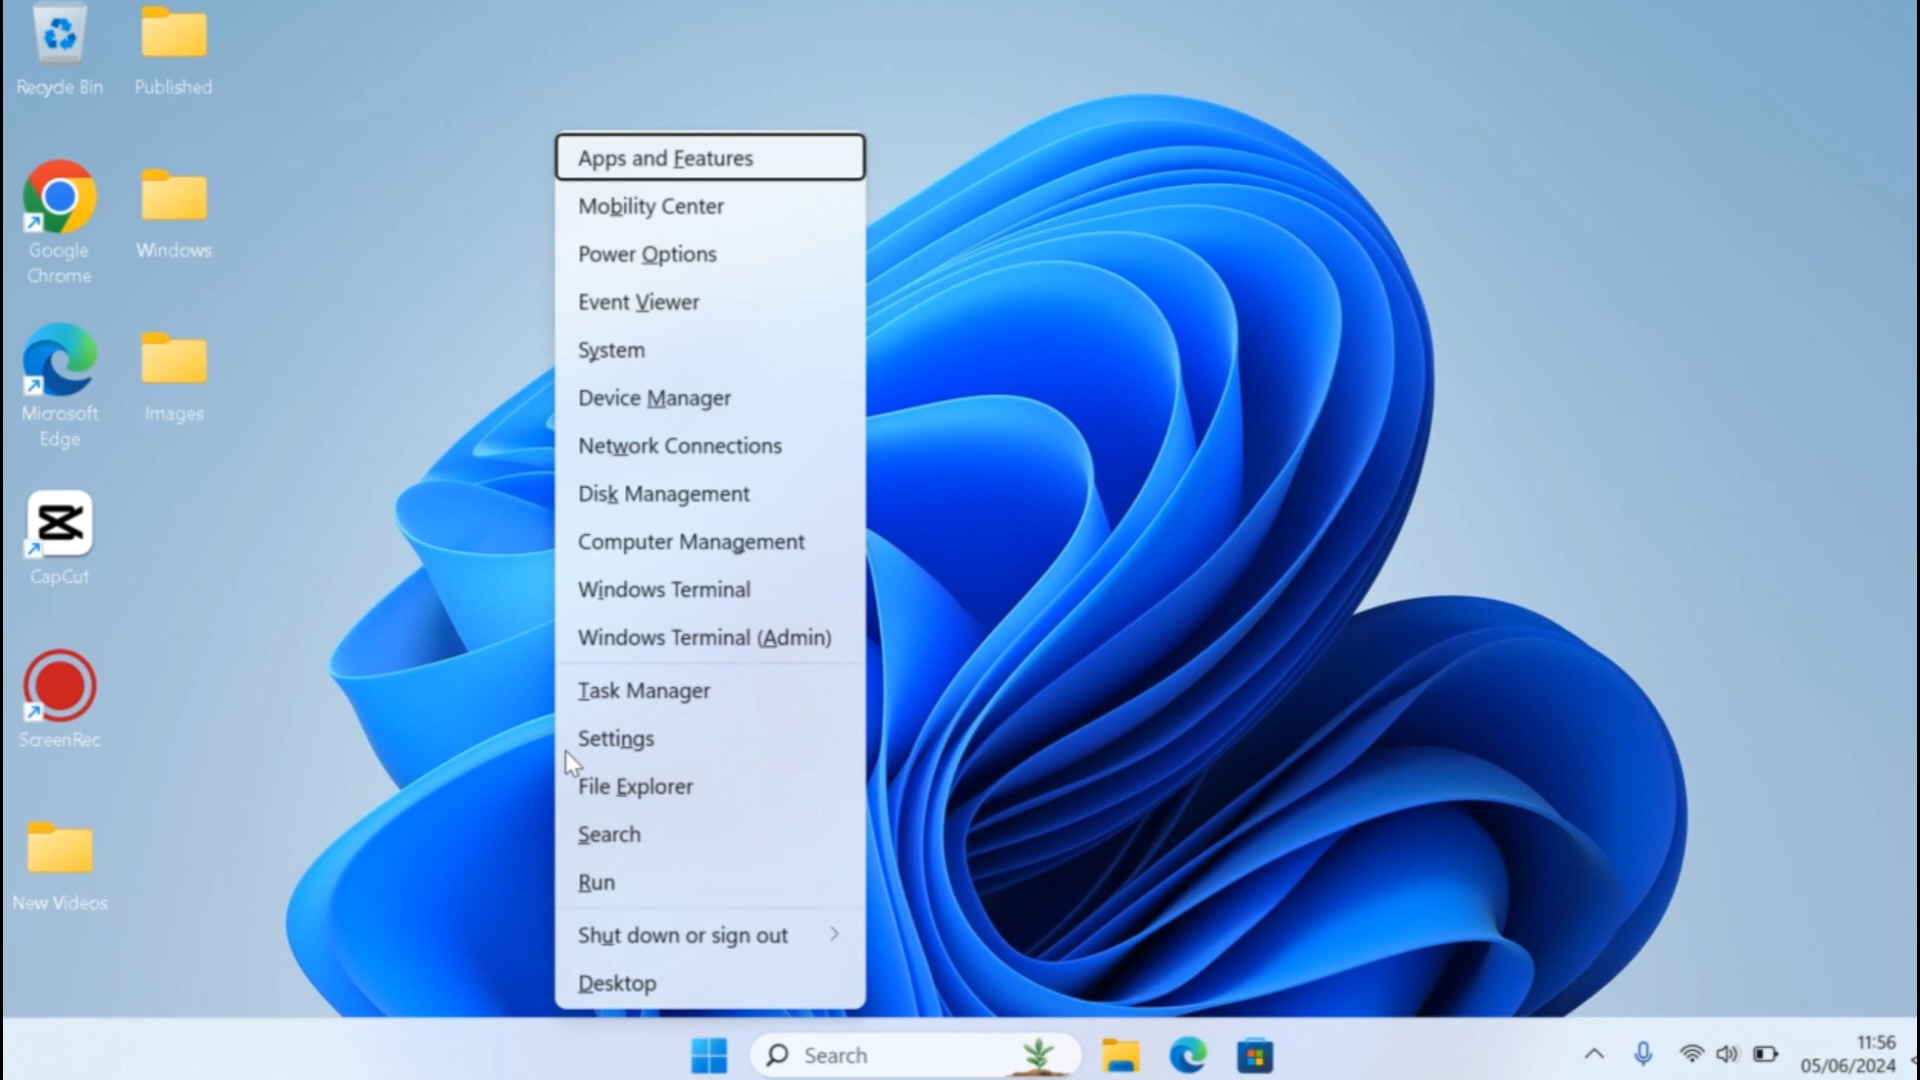 Recycle Bin
Published
Google
Chrome
Windows
Microsoft
Edge
Images
CapCut
ScreenRec
New Videos
Apps and Features
Mobility Center
Power Options
Event Viewer
System
Device Manager
Network Connections
Disk Management
Computer Management
Windows Terminal
Windows Terminal (Admin)
Task Manager
Settings
File Explorer
Search
Run
Shut down or sign out
Desktop
Search
11:56
05/06/2024